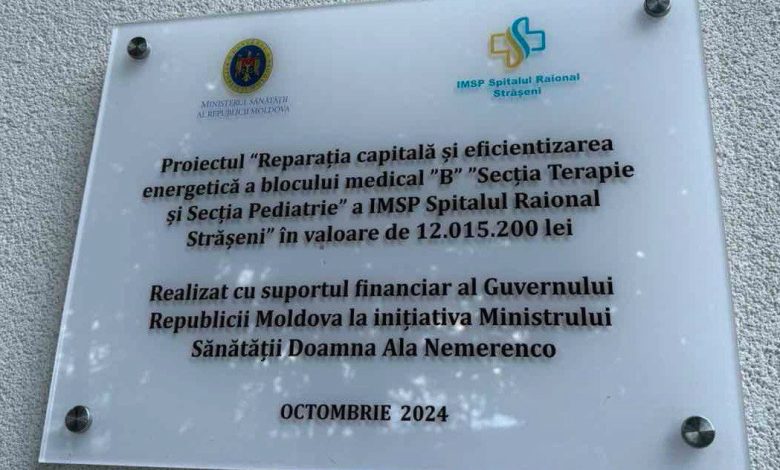 MINISTERUL SĂNĂTĂȚII
AL REPUBLICII MOLDOVA
IMSP Spitalul Raional
Strășeni
Proiectul “Reparația capitală și eficientizarea
energetică a blocului medical ”B” ”Secția Terapie
și Secția Pediatrie” a IMSP Spitalul Raional
Strășeni” în valoare de 12.015.200 lei
Realizat cu suportul financiar al Guvernului
Republicii Moldova la inițiativa Ministrului
Sănătății Doamna Ala Nemerenco
OCTOMBRIE 2024